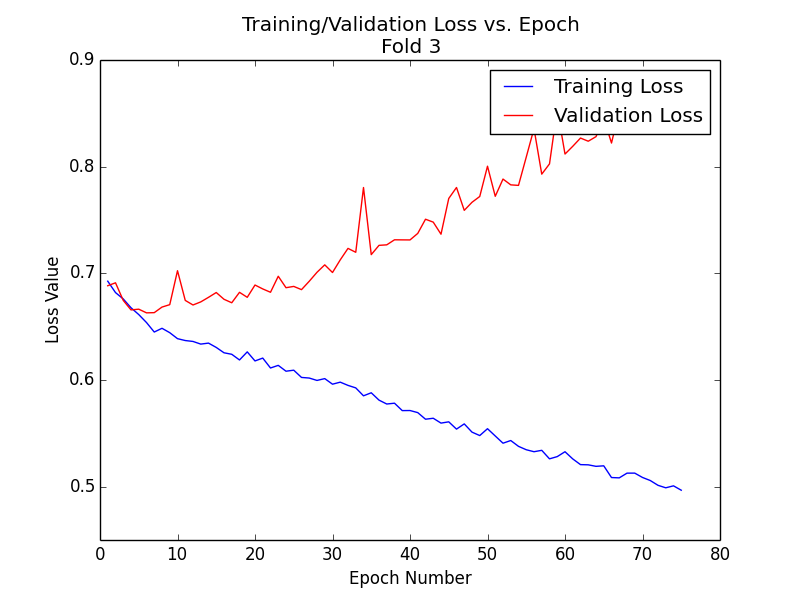 Training/Validation Loss vs. Epoch
Fold 3
0.9
0.8
0.7
0.6
0.5
Loss Value
Training Loss
Validation Loss
0 10 20 30 40 50 60 70 80
Epoch Number